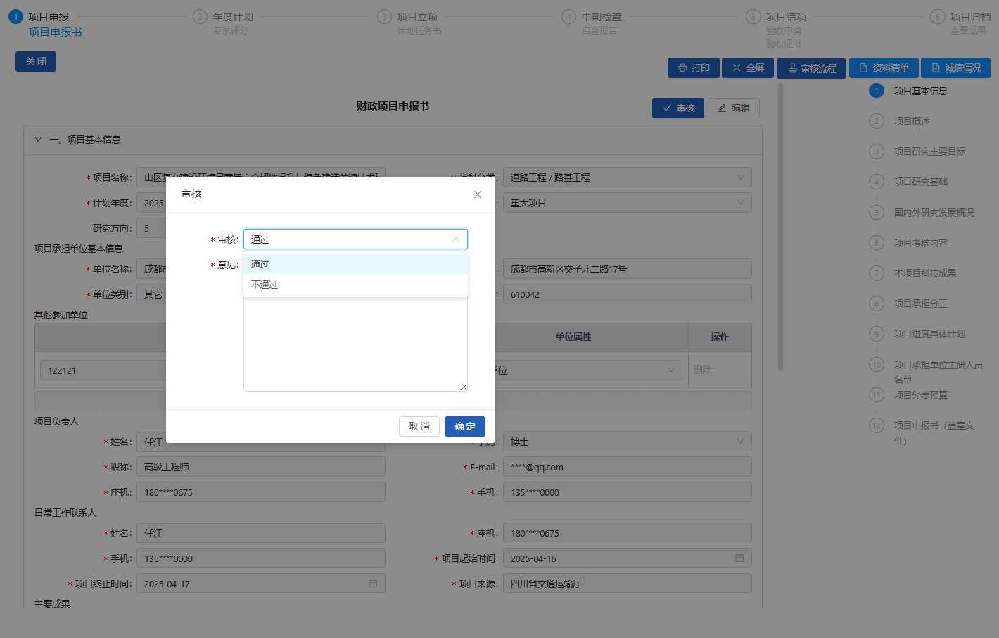 1 项目申报
项目申报书
2 年度计划
专家评分
3 项目立项
计划任务书
4 中期检查
自查报告
5 项目结项
验收申请
验收证书
6 项目归档
查看成果
关 闭
打印
全屏
审核流程
资料清单
诚信情况
财政项目申报书
审核
编辑
一、项目基本信息
* 项目名称:
* 学科分类: 道路工程 / 路基工程
* 计划年度: 2025
: 重大项目
研究方向: 5
项目承担单位基本信息
* 单位名称: 成都市
: 成都市高新区交子北二路17号
* 单位类别: 其它
: 610042
其他参加单位
单位属性
操作
122121
单位
删除
项目负责人
* 姓名: 任江
* 学历: 博士
* 职称: 高级工程师
* E-mail: ****@qq.com
* 座机: 180****0675
* 手机: 135****0000
日常工作联系人
* 姓名: 任江
* 座机: 180****0675
* 手机: 135****0000
* 项目起始时间: 2025-04-16
* 项目终止时间: 2025-04-17
* 项目来源: 四川省交通运输厅
主要成果
审核
* 审核: 通过
* 意见:
通过
不通过
取 消
确 定
1 项目基本信息
2 项目概述
3 项目研究主要目标
4 项目研究基础
5 国内外研究发展概况
6 项目考核内容
7 本项目科技成果
8 项目承担分工
9 项目进度具体计划
10 项目承担单位主研人员
名单
11 项目经费预算
12 项目申报书（盖章文
件）